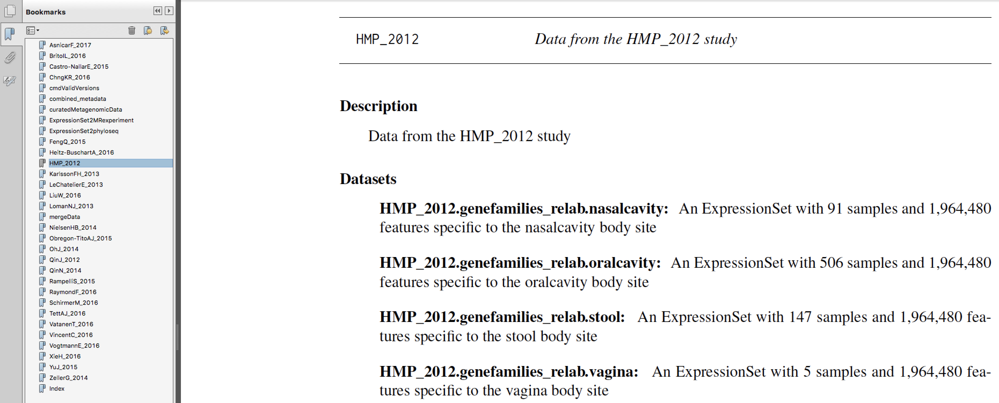 Bookmarks
AsnicarF_2017
BritoIL_2016
Castro-NallarE_2015
ChngKR_2016
cmdValidVersions
combined_metadata
curatedMetagenomicData
ExpressionSet2MRexperiment
ExpressionSet2phyloseq
FengQ_2015
Heitz-BuschartA_2016
HMP_2012
KarlssonFH_2013
LeChatelierE_2013
LiuW_2016
LomanNJ_2013
mergeData
NielsenHB_2014
Obregon-TitoAJ_2015
OhJ_2014
QinJ_2012
QinN_2014
RampelliS_2015
RaymondF_2016
SchirmerM_2016
TettAJ_2016
VatanenT_2016
VincentC_2016
VogtmannE_2016
XieH_2016
YuJ_2015
ZellerG_2014
Index
HMP_2012 Data from the HMP_2012 study
Description
Data from the HMP_2012 study
Datasets
HMP_2012.genefamilies_relab.nasalcavity: An ExpressionSet with 91 samples and 1,964,480
features specific to the nasalcavity body site
HMP_2012.genefamilies_relab.oralcavity: An ExpressionSet with 506 samples and 1,964,480
features specific to the oralcavity body site
HMP_2012.genefamilies_relab.stool: An ExpressionSet with 147 samples and 1,964,480 fea-
tures specific to the stool body site
HMP_2012.genefamilies_relab.vagina: An ExpressionSet with 5 samples and 1,964,480 fea-
tures specific to the vagina body site